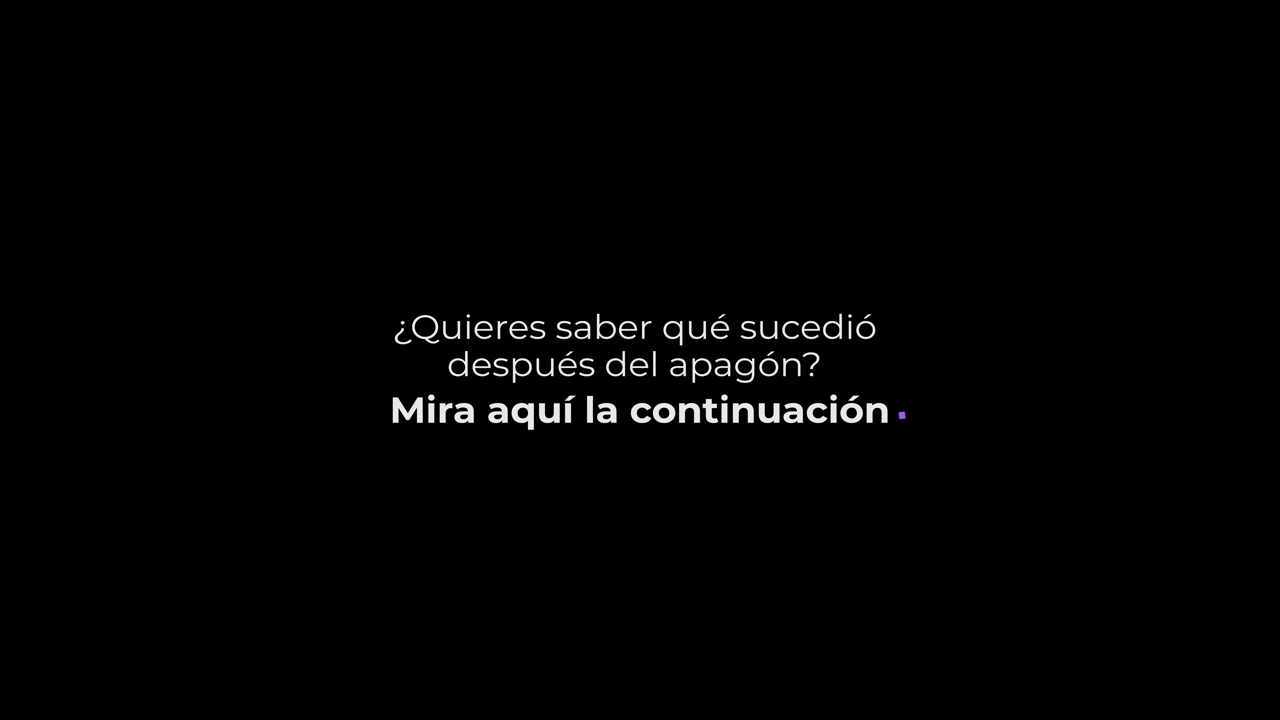 ¿Quieres saber qué sucedió
después del apagón?
Mira aquí la continuación